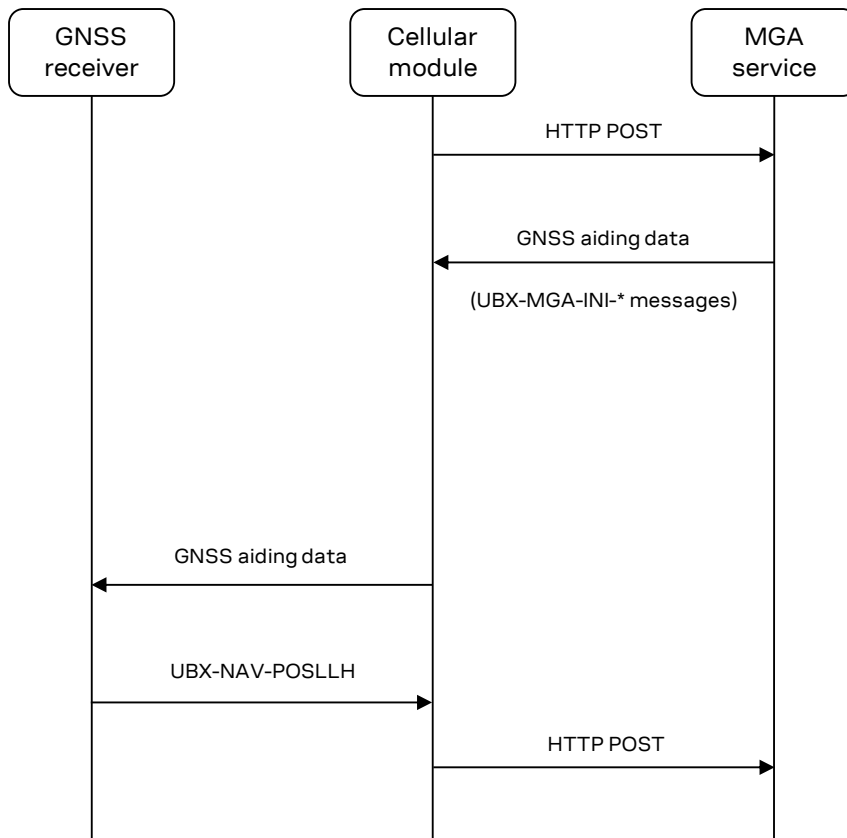 GNSS
receiver
Cellular
module
MGA
service
HTTP POST
GNSS aiding data
(UBX-MGA-INI-* messages)
GNSS aiding data
UBX-NAV-POSLLH
HTTP POST